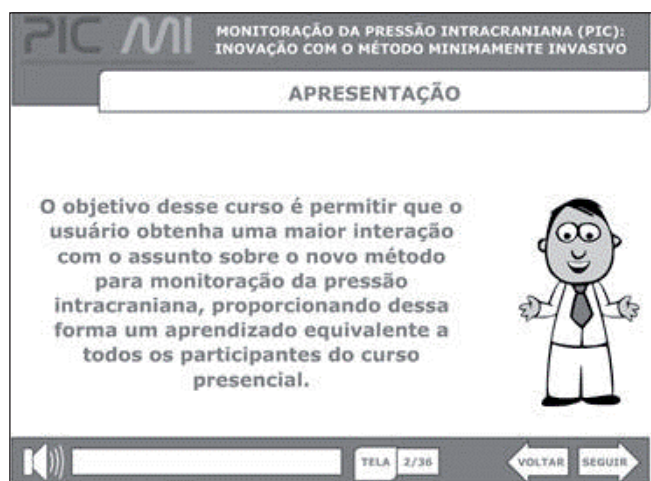 PIC MI
MONITORAÇÃO DA PRESSÃO INTRACRANIANA (PIC):
INOVAÇÃO COM O MÉTODO MINIMAMENTE INVASIVO
APRESENTAÇÃO
O objetivo desse curso é permitir que o
usuário obtenha uma maior interação
com o assunto sobre o novo método
para monitoração da pressão
intracraniana, proporcionando dessa
forma um aprendizado equivalente a
todos os participantes do curso
presencial.
TELA 2/36
VOLTAR SEGUIR